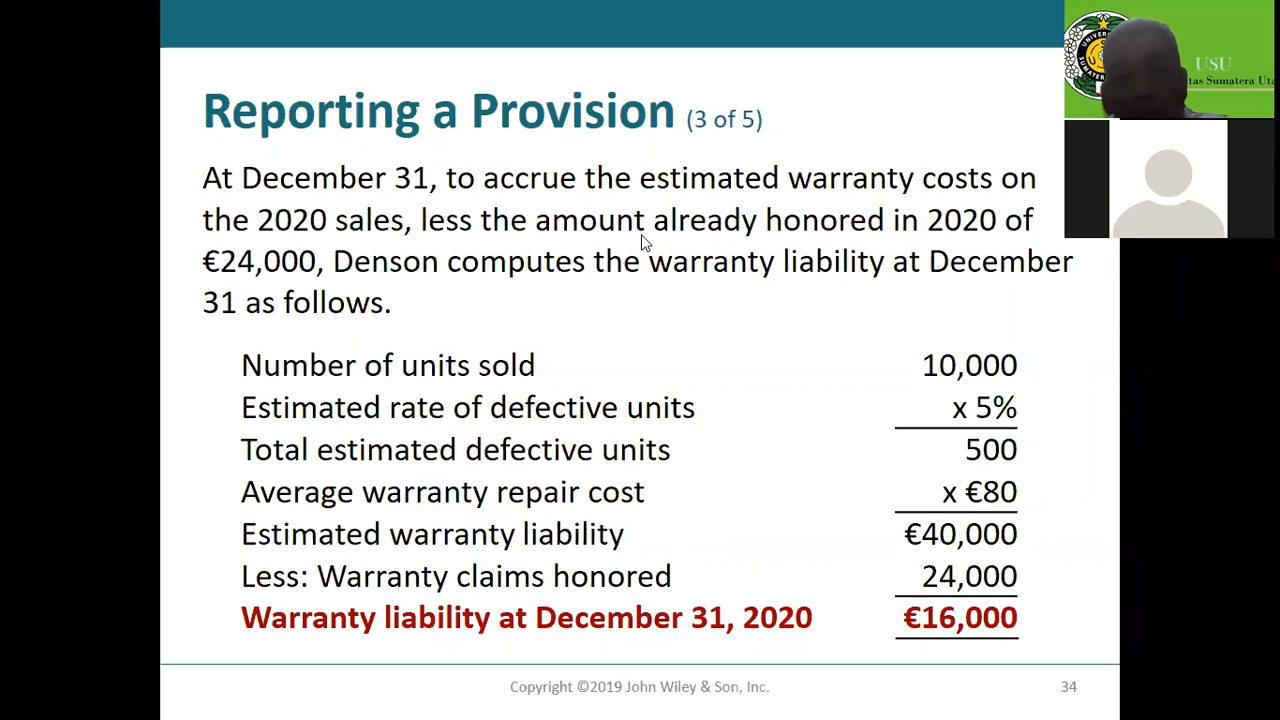 Reporting a Provision (3 of 5)
At December 31, to accrue the estimated warranty costs on
the 2020 sales, less the amount already honored in 2020 of
€24,000, Denson computes the warranty liability at December
31 as follows.
Number of units sold 10,000
Estimated rate of defective units x 5%
Total estimated defective units 500
Average warranty repair cost x €80
Estimated warranty liability €40,000
Less: Warranty claims honored 24,000
Warranty liability at December 31, 2020 €16,000
Copyright ©2019 John Wiley & Son, Inc. 34
USU
tas Sumatera Uta